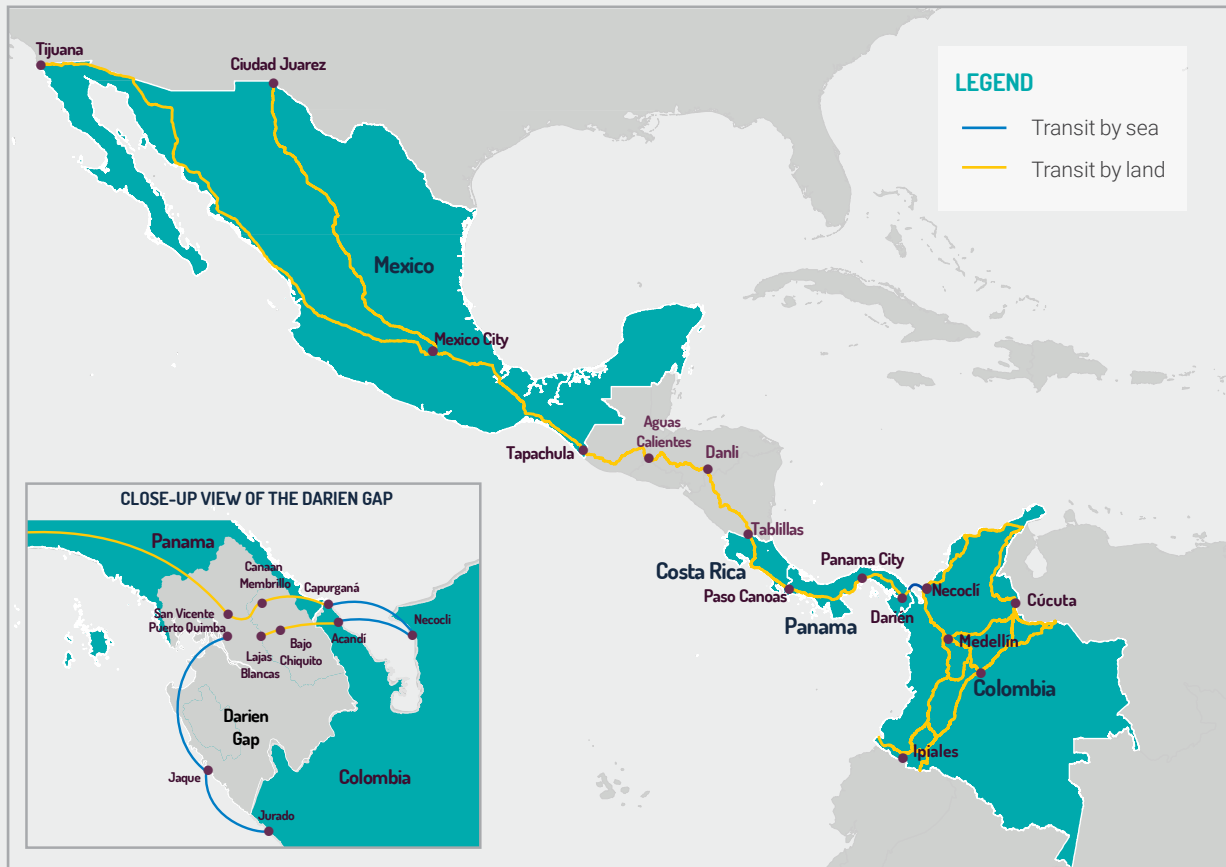 Tijuana
Ciudad Juarez
LEGEND
Transit by sea
Transit by land
Mexico
Mexico City
Tapachula
Aguas
Calientes
Danli
Tablillas
Costa Rica
Paso Canoas
Panama City
Panama
Darién
Necoclí
Cúcuta
Medellín
Colombia
Ipiales
CLOSE-UP VIEW OF THE DARIEN GAP
Panama
Canaan
Membrillo
Capurganá
San Vicente
Puerto Quimba
Necoclí
Acandí
Bajo
Chiquito
Lajas
Blancas
Darien
Gap
Jaque
Colombia
Jurado